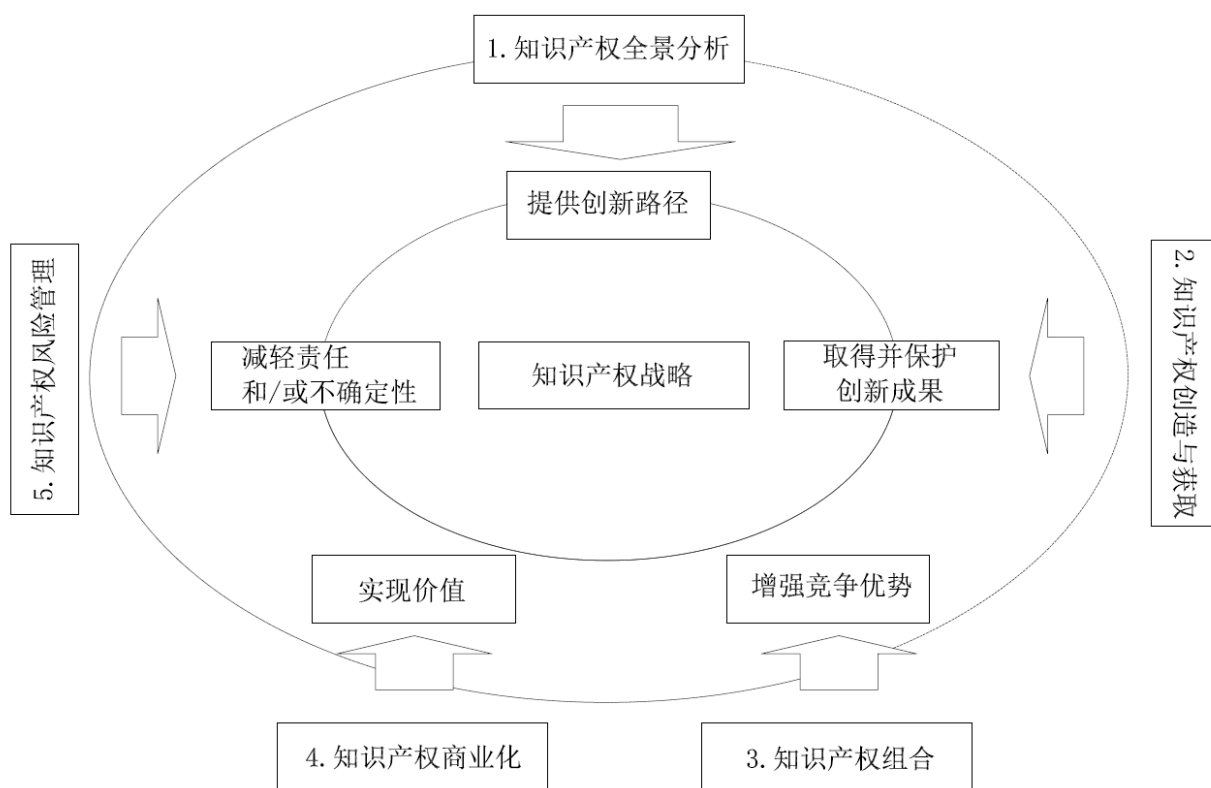 1.知识产权全景分析
提供创新路径
5.知识产权风险管理
减轻责任
和/或不确定性
知识产权战略
取得并保护
创新成果
2.知识产权创造与获取
实现价值
增强竞争优势
4.知识产权商业化
3.知识产权组合